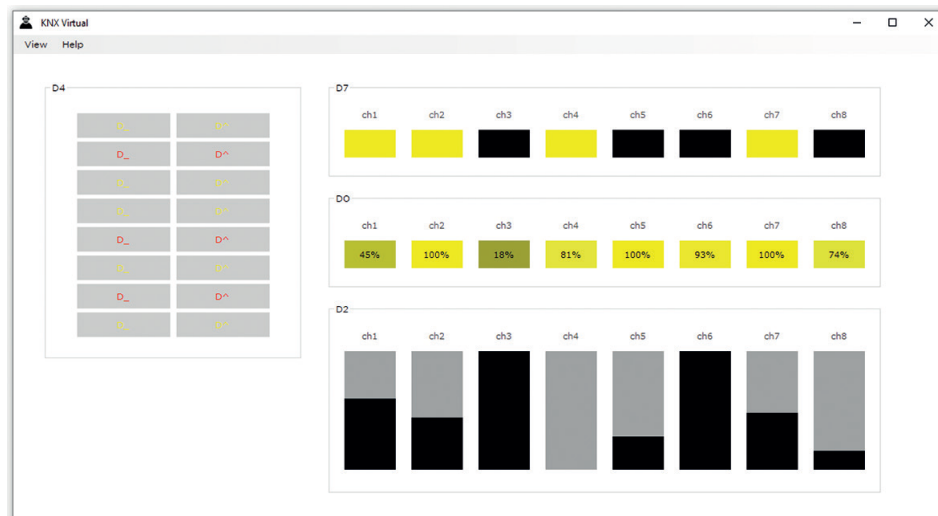 KNX Virtual
View Help
D4
D_ D^
D_ D^
D_ D^
D_ D^
D_ D^
D_ D^
D_ D^
D_ D^
D7
ch1 ch2 ch3 ch4 ch5 ch6 ch7 ch8
D0
ch1 ch2 ch3 ch4 ch5 ch6 ch7 ch8
45% 100% 18% 81% 100% 93% 100% 74%
D2
ch1 ch2 ch3 ch4 ch5 ch6 ch7 ch8